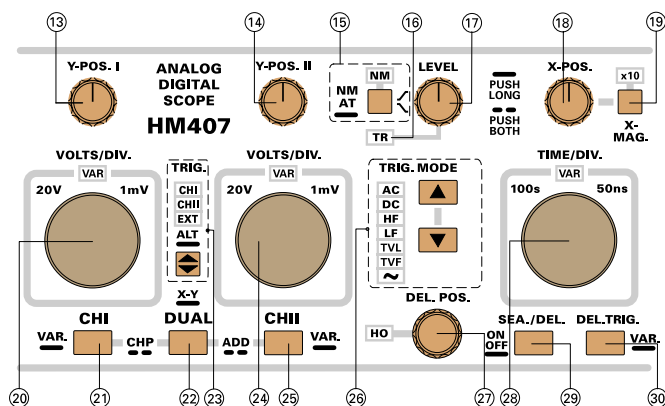 13 14 15 16 17 18 19
Y-POS. I
ANALOG
DIGITAL
SCOPE
HM407
Y-POS. II
NM
AT
NM
LEVEL
TR
PUSH
LONG
PUSH
BOTH
X-POS.
x10
X-
MAG.
VOLTS/DIV.
VAR
20V 1mV
TRIG.
CHI
CHII
EXT
ALT
X-Y
VOLTS/DIV.
VAR
20V 1mV
TRIG. MODE
AC
DC
HF
LF
TVL
TVF
~
TIME/DIV.
VAR
100s 50ns
DEL. POS.
HO
VAR.
CHI
CHP
DUAL
ADD
CHII
VAR.
ON
OFF
SEA./DEL.
DEL.TRIG.
VAR.
20 21 22 23 24 25 26 27 28 29 30